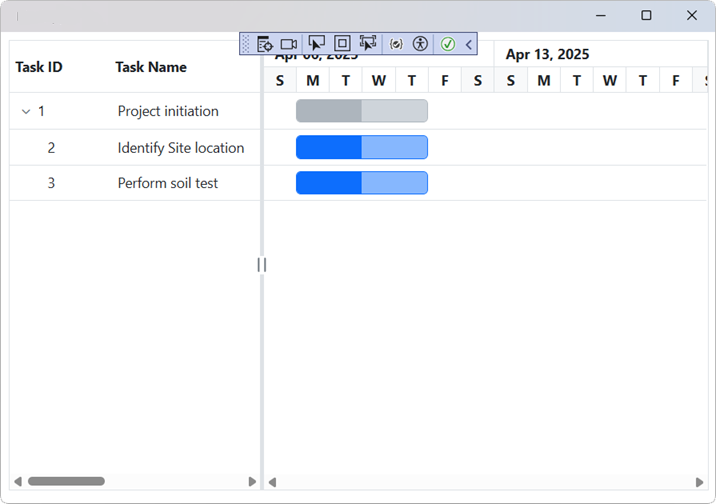 Apr 06, 2025 Apr 13, 2025
Task ID Task Name
S M T W T F S S M T W T F S
1 Project initiation
2 Identify Site location
3 Perform soil test